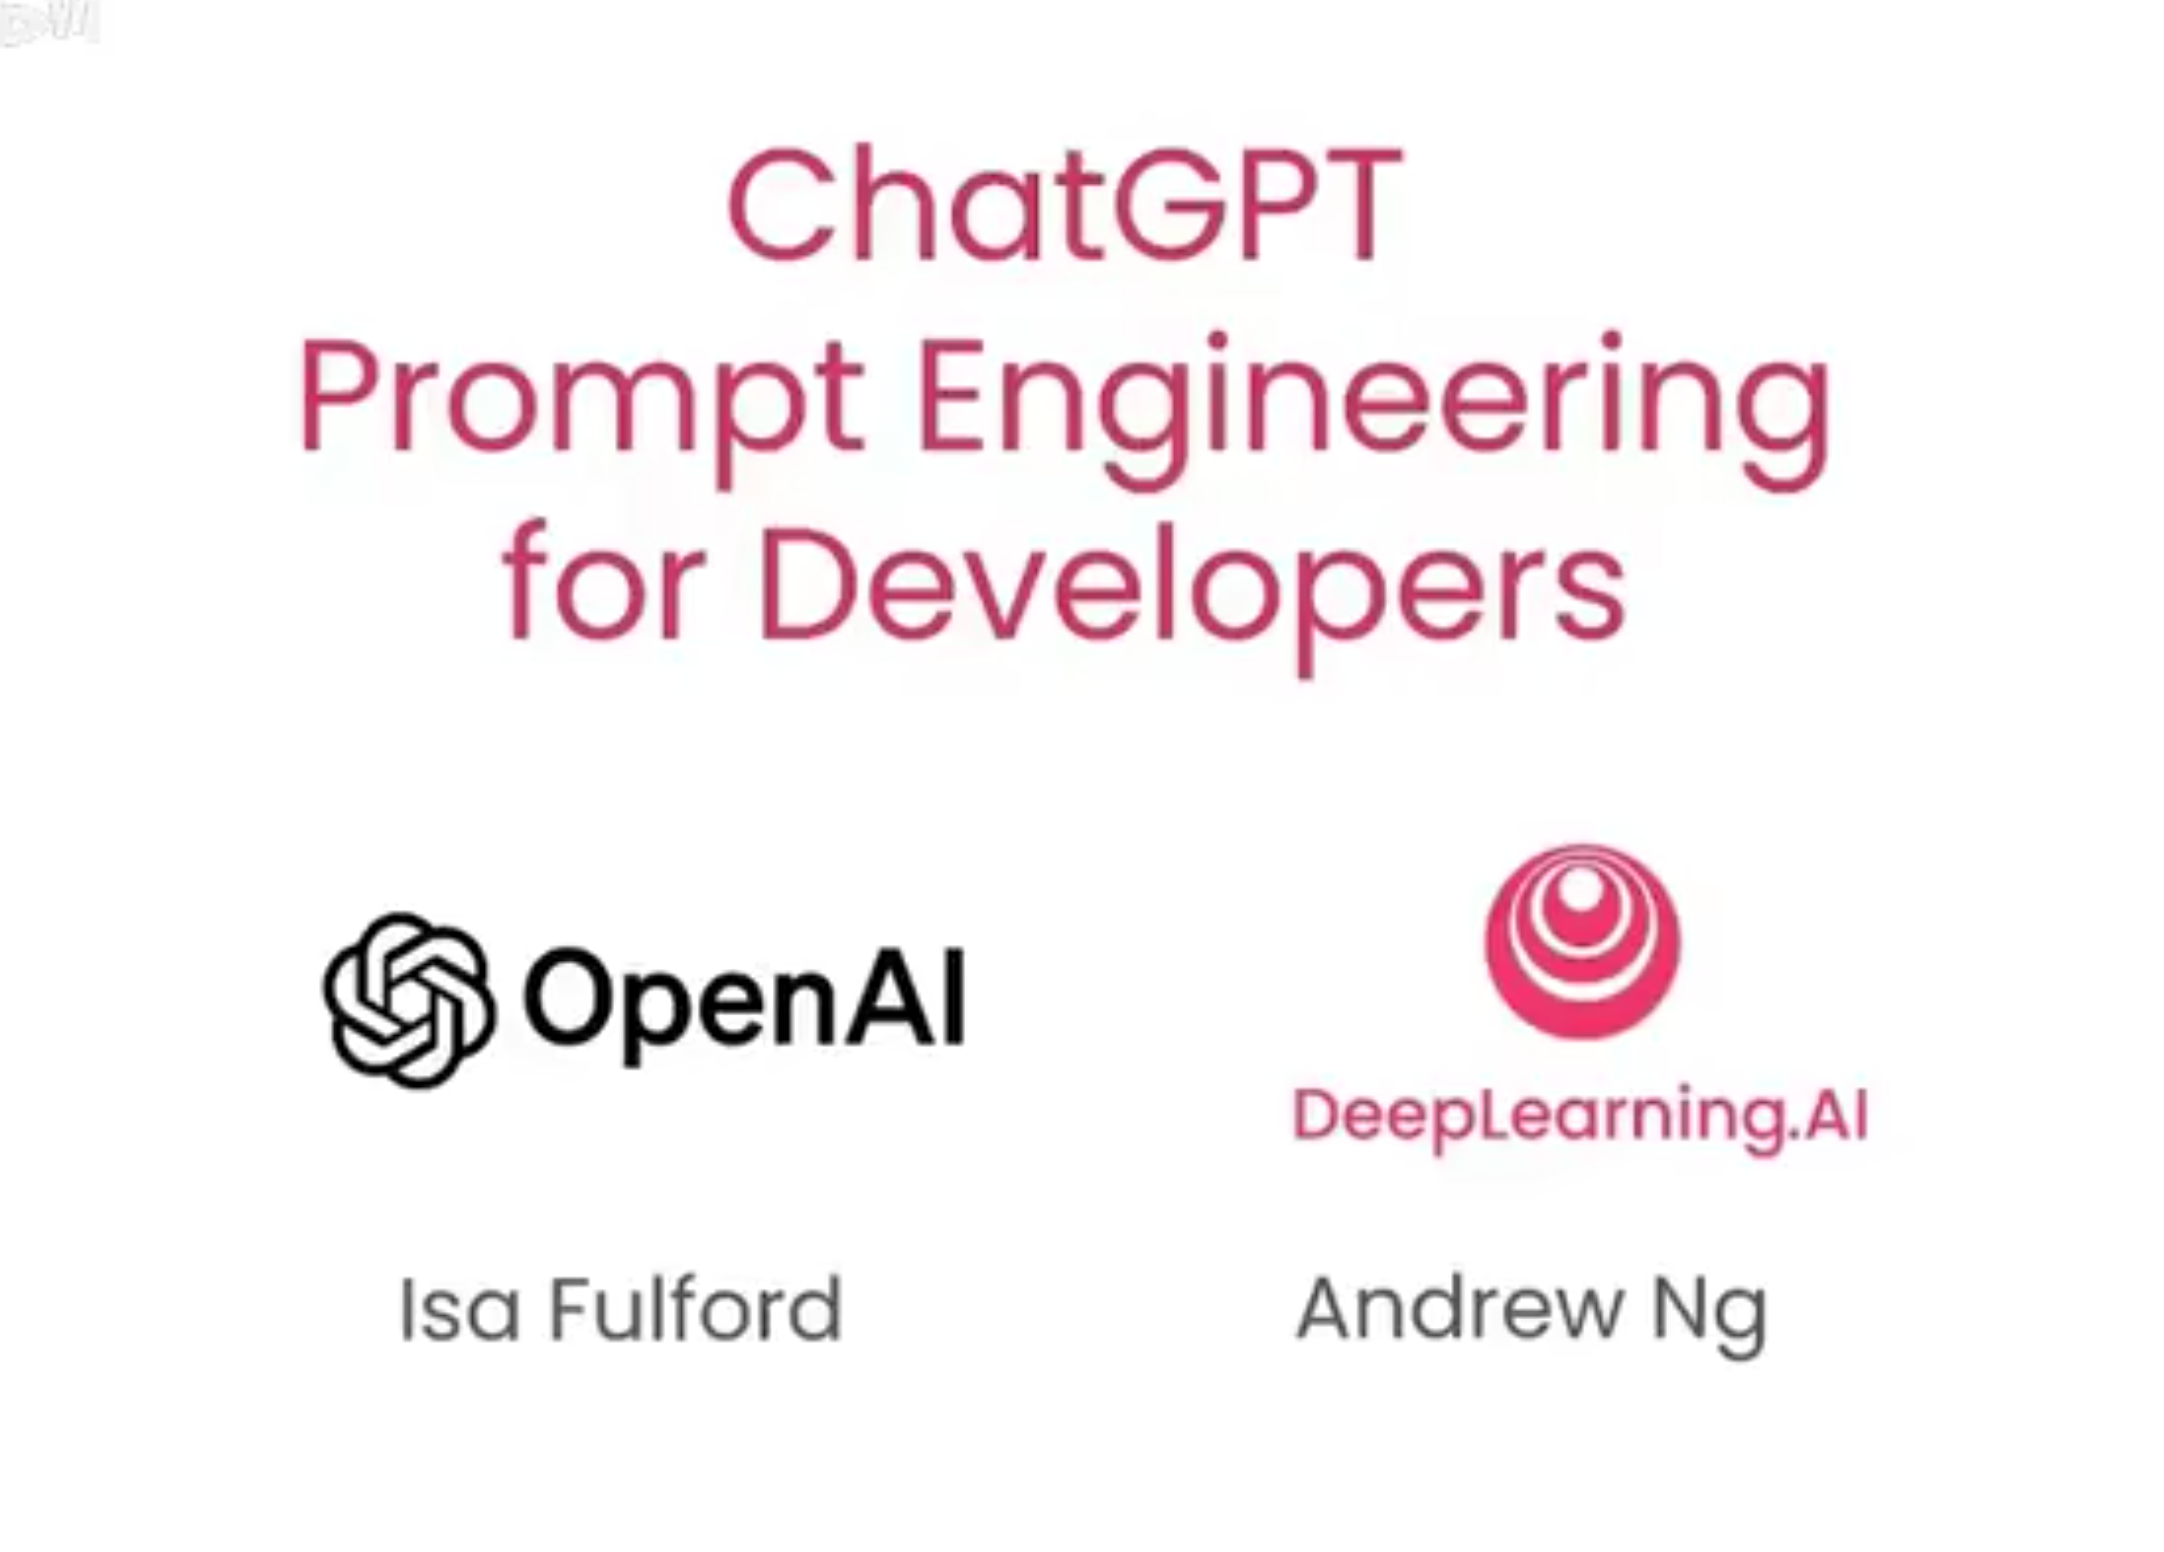 ChatGPT
Prompt Engineering
for Developers
OpenAI
DeepLearning.AI
Isa Fulford
Andrew Ng